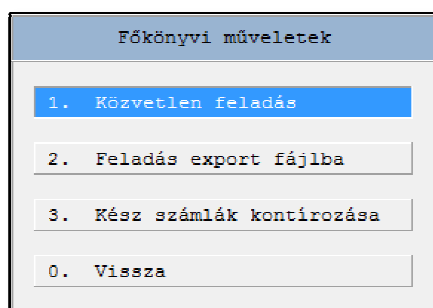 Főkönyvi műveletek
1. Közvetlen feladás
2. Feladás export fájlba
3. Kész számlák kontírozása
0. Vissza